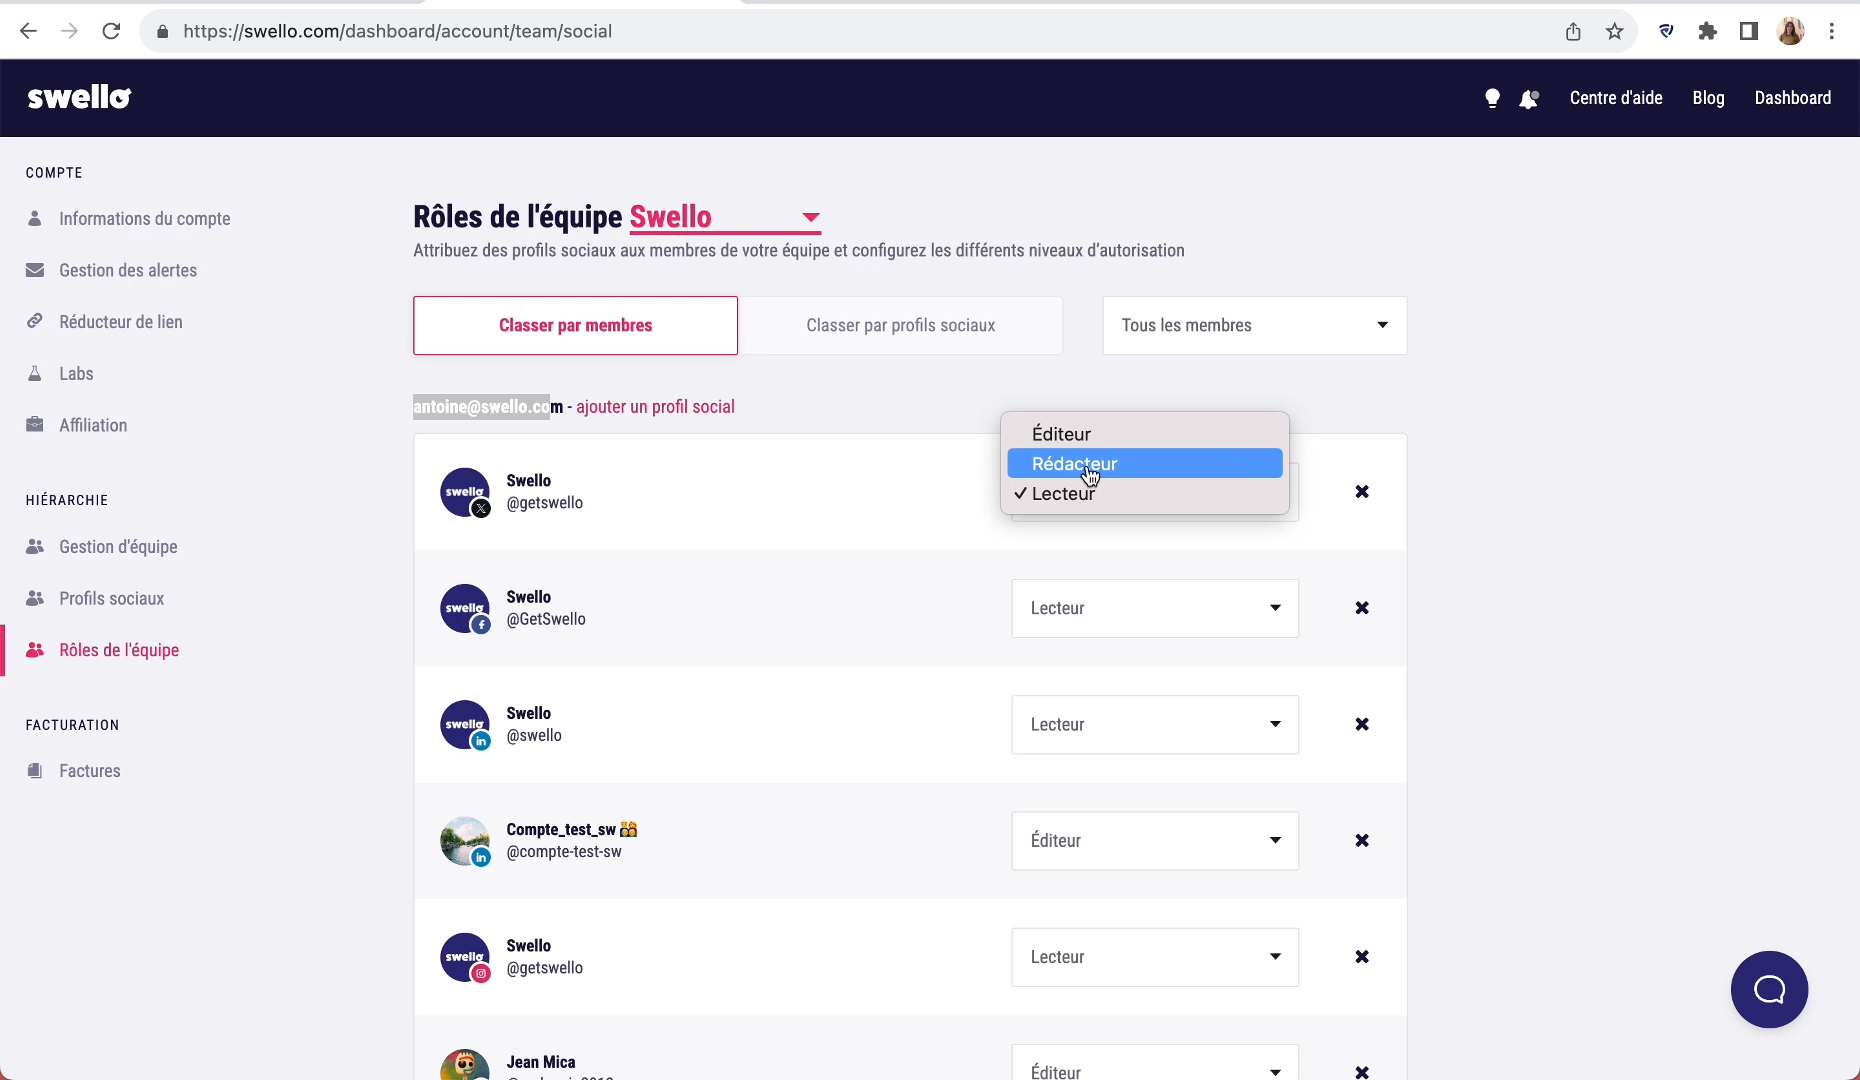 https://swello.com/dashboard/account/team/social
swello
Centre d'aide
Blog
Dashboard
COMPTE
Informations du compte
Gestion des alertes
Réducteur de lien
Labs
Affiliation
HIÉRARCHIE
Gestion d'équipe
Profils sociaux
Rôles de l'équipe
FACTURATION
Factures
Rôles de l'équipe Swello
Attribuez des profils sociaux aux membres de votre équipe et configurez les différents niveaux d’autorisation
Classer par membres
Classer par profils sociaux
Tous les membres
antoine@swello.com - ajouter un profil social
Éditeur
Rédacteur
✓ Lecteur
swello
Swello
@getswello
swello
Swello
@GetSwello
Lecteur
swello
Swello
@swello
Lecteur
Compte_test_sw
@compte-test-sw
Éditeur
swello
Swello
@getswello
Lecteur
Jean Mica
Éditeur